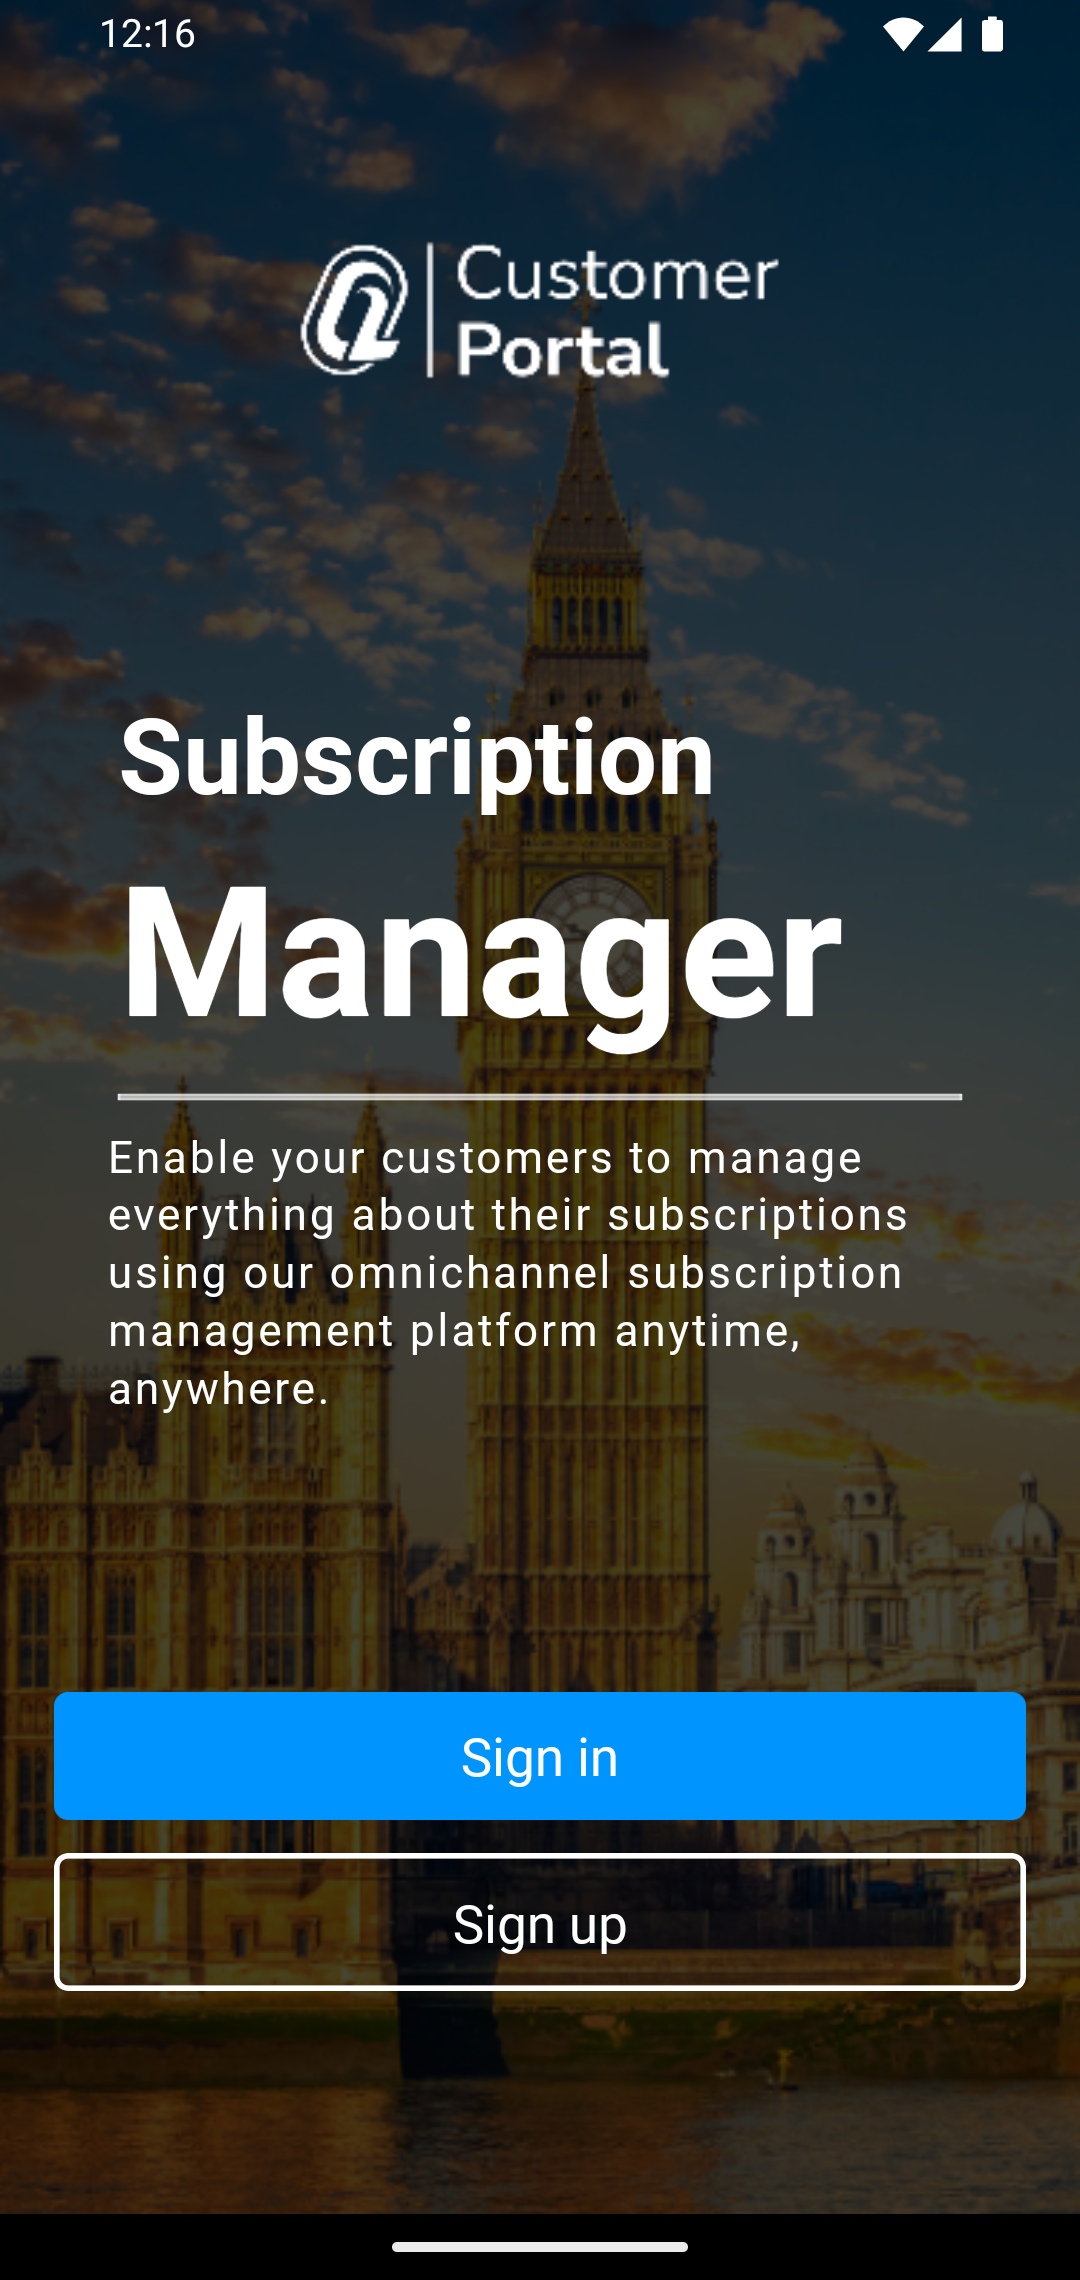 12:16
Customer
Portal
Subscription
Manager
Enable your customers to manage
everything about their subscriptions
using our omnichannel subscription
management platform anytime,
anywhere.
Sign in
Sign up